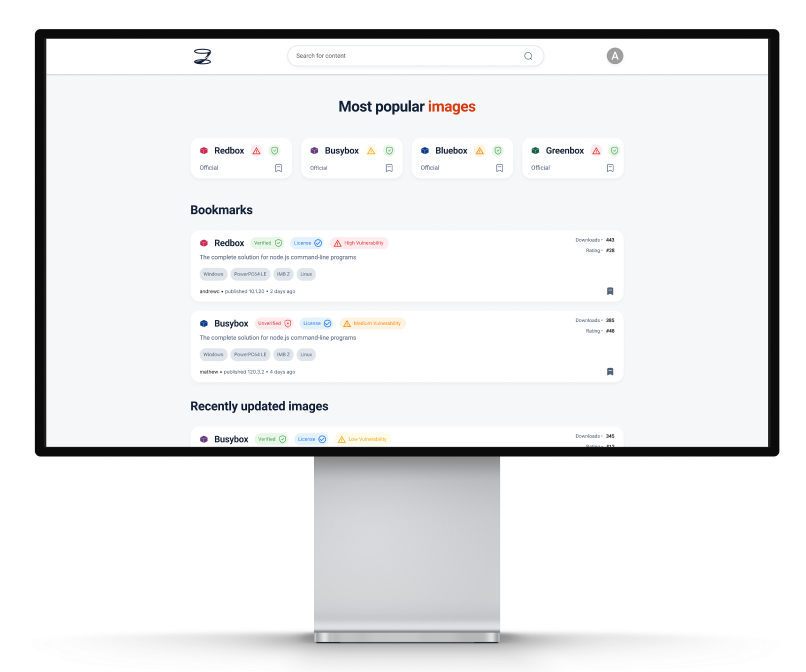 Search for content
A
Most popular images
Redbox
Busybox
Bluebox
Greenbox
Official
Official
Official
Official
Bookmarks
Redbox Verified License High Vulnerability
Downloads • 443
Rating • #28
The complete solution for node.js command-line programs
Windows PowerPC64 LE IMB Z Linux
andrewc • published 10.1.20 • 2 days ago
Busybox Unverified License Medium Vulnerability
Downloads • 385
Rating • #48
The complete solution for node.js command-line programs
Windows PowerPC64 LE IMB Z Linux
mathew • published 120.3.2 • 4 days ago
Recently updated images
Busybox Verified License Low Vulnerability
Downloads • 345
Rating • #12